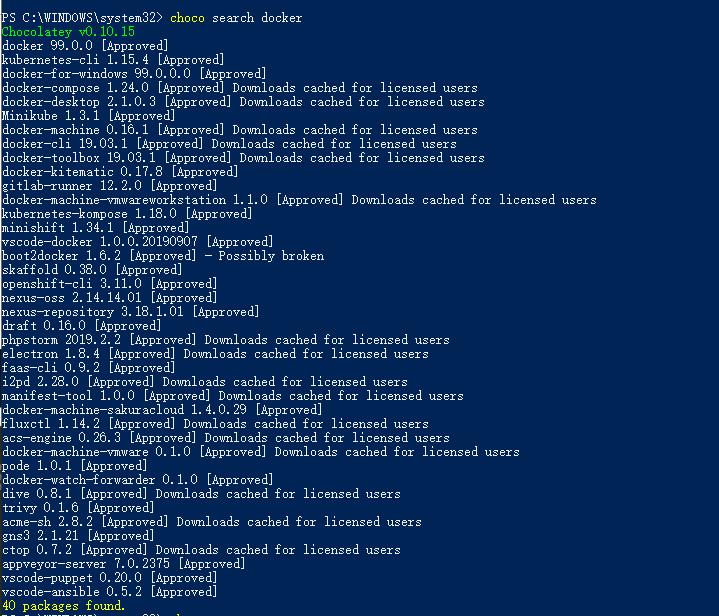 PS C:\WINDOWS\system32> choco search docker
Chocolatey v0.10.15
docker 99.0.0 [Approved]
kubernetes-cli 1.15.4 [Approved]
docker-for-windows 99.0.0.0 [Approved]
docker-compose 1.24.0 [Approved] Downloads cached for licensed users
docker-desktop 2.1.0.3 [Approved] Downloads cached for licensed users
Minikube 1.3.1 [Approved]
docker-machine 0.16.1 [Approved] Downloads cached for licensed users
docker-cli 19.03.1 [Approved] Downloads cached for licensed users
docker-toolbox 19.03.1 [Approved] Downloads cached for licensed users
docker-kitematic 0.17.8 [Approved]
gitlab-runner 12.2.0 [Approved]
docker-machine-vmwareworkstation 1.1.0 [Approved] Downloads cached for licensed users
kubernetes-kompose 1.18.0 [Approved]
minishift 1.34.1 [Approved]
vscode-docker 1.0.0.20190907 [Approved]
boot2docker 1.6.2 [Approved] - Possibly broken
skaffold 0.38.0 [Approved]
openshift-cli 3.11.0 [Approved]
nexus-oss 2.14.14.01 [Approved]
nexus-repository 3.18.1.01 [Approved]
draft 0.16.0 [Approved]
phpstorm 2019.2.2 [Approved] Downloads cached for licensed users
electron 1.8.4 [Approved] Downloads cached for licensed users
faas-cli 0.9.2 [Approved]
i2pd 2.28.0 [Approved] Downloads cached for licensed users
manifest-tool 1.0.0 [Approved] Downloads cached for licensed users
docker-machine-sakuracloud 1.4.0.29 [Approved]
fluxctl 1.14.2 [Approved] Downloads cached for licensed users
acs-engine 0.26.3 [Approved] Downloads cached for licensed users
docker-machine-vmware 0.1.0 [Approved] Downloads cached for licensed users
pode 1.0.1 [Approved]
docker-watch-forwarder 0.1.0 [Approved]
dive 0.8.1 [Approved] Downloads cached for licensed users
trivy 0.1.6 [Approved]
acme-sh 2.8.2 [Approved] Downloads cached for licensed users
gns3 2.1.21 [Approved]
ctop 0.7.2 [Approved] Downloads cached for licensed users
appveyor-server 7.0.2375 [Approved]
vscode-puppet 0.20.0 [Approved]
vscode-ansible 0.5.2 [Approved]
40 packages found.